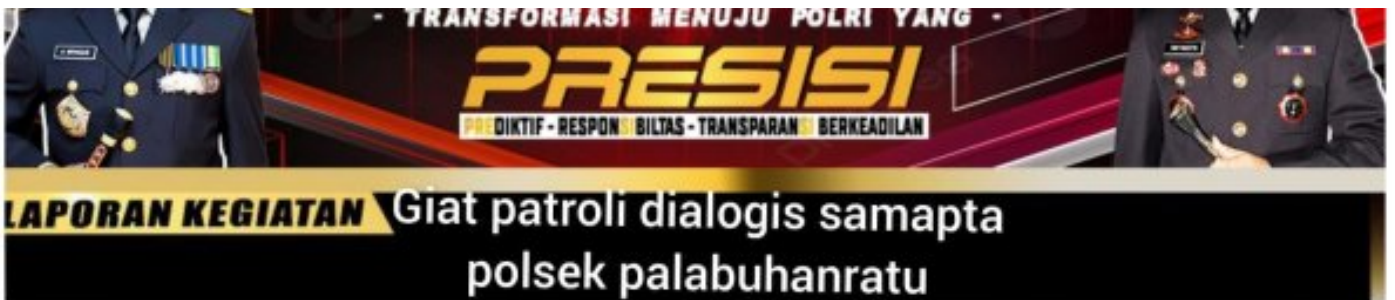 - TRANSFORMASI MENUJU POLRI YANG -
PRESISI
PREDIKTIF - RESPONSIBILTAS - TRANSPARANSI BERKEADILAN
LAPORAN KEGIATAN Giat patroli dialogis samapta
polsek palabuhanratu